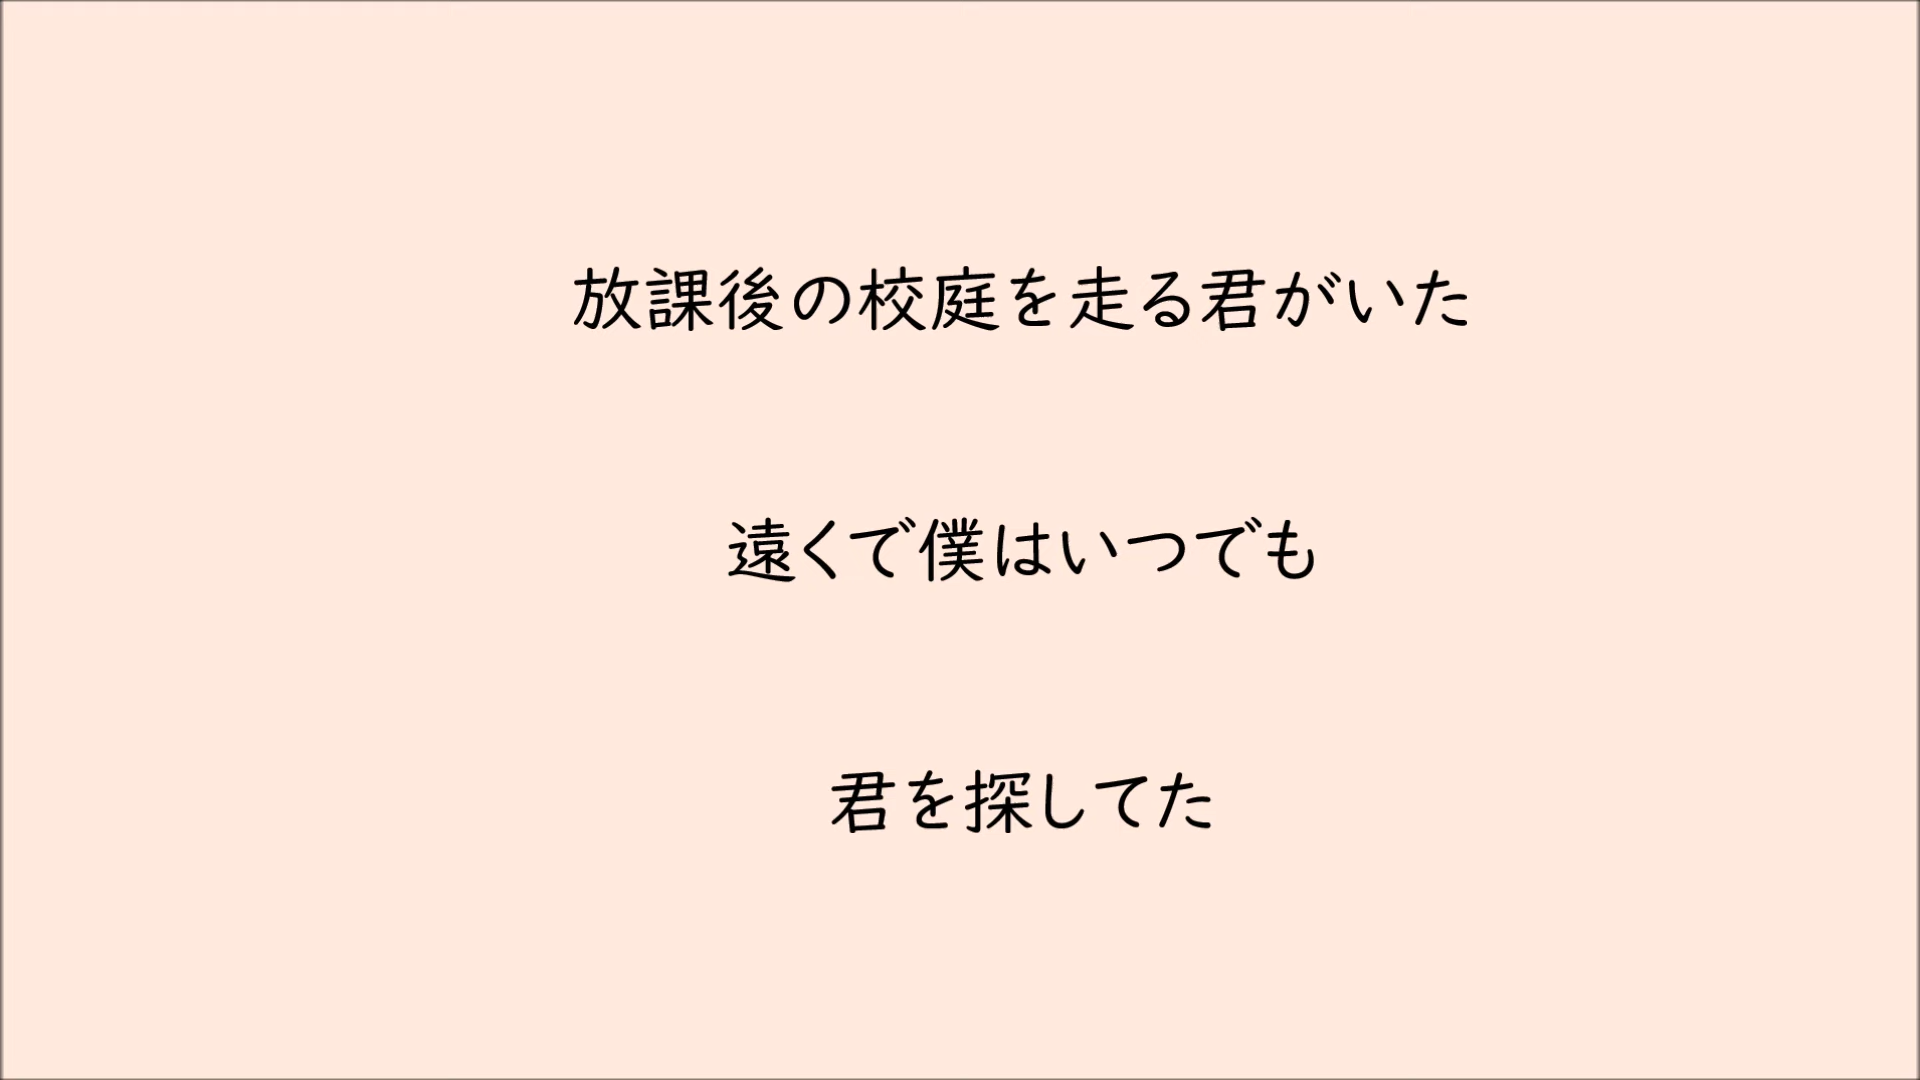 放課後の校庭を走る君がいた
遠くで僕はいつでも
君を探してた